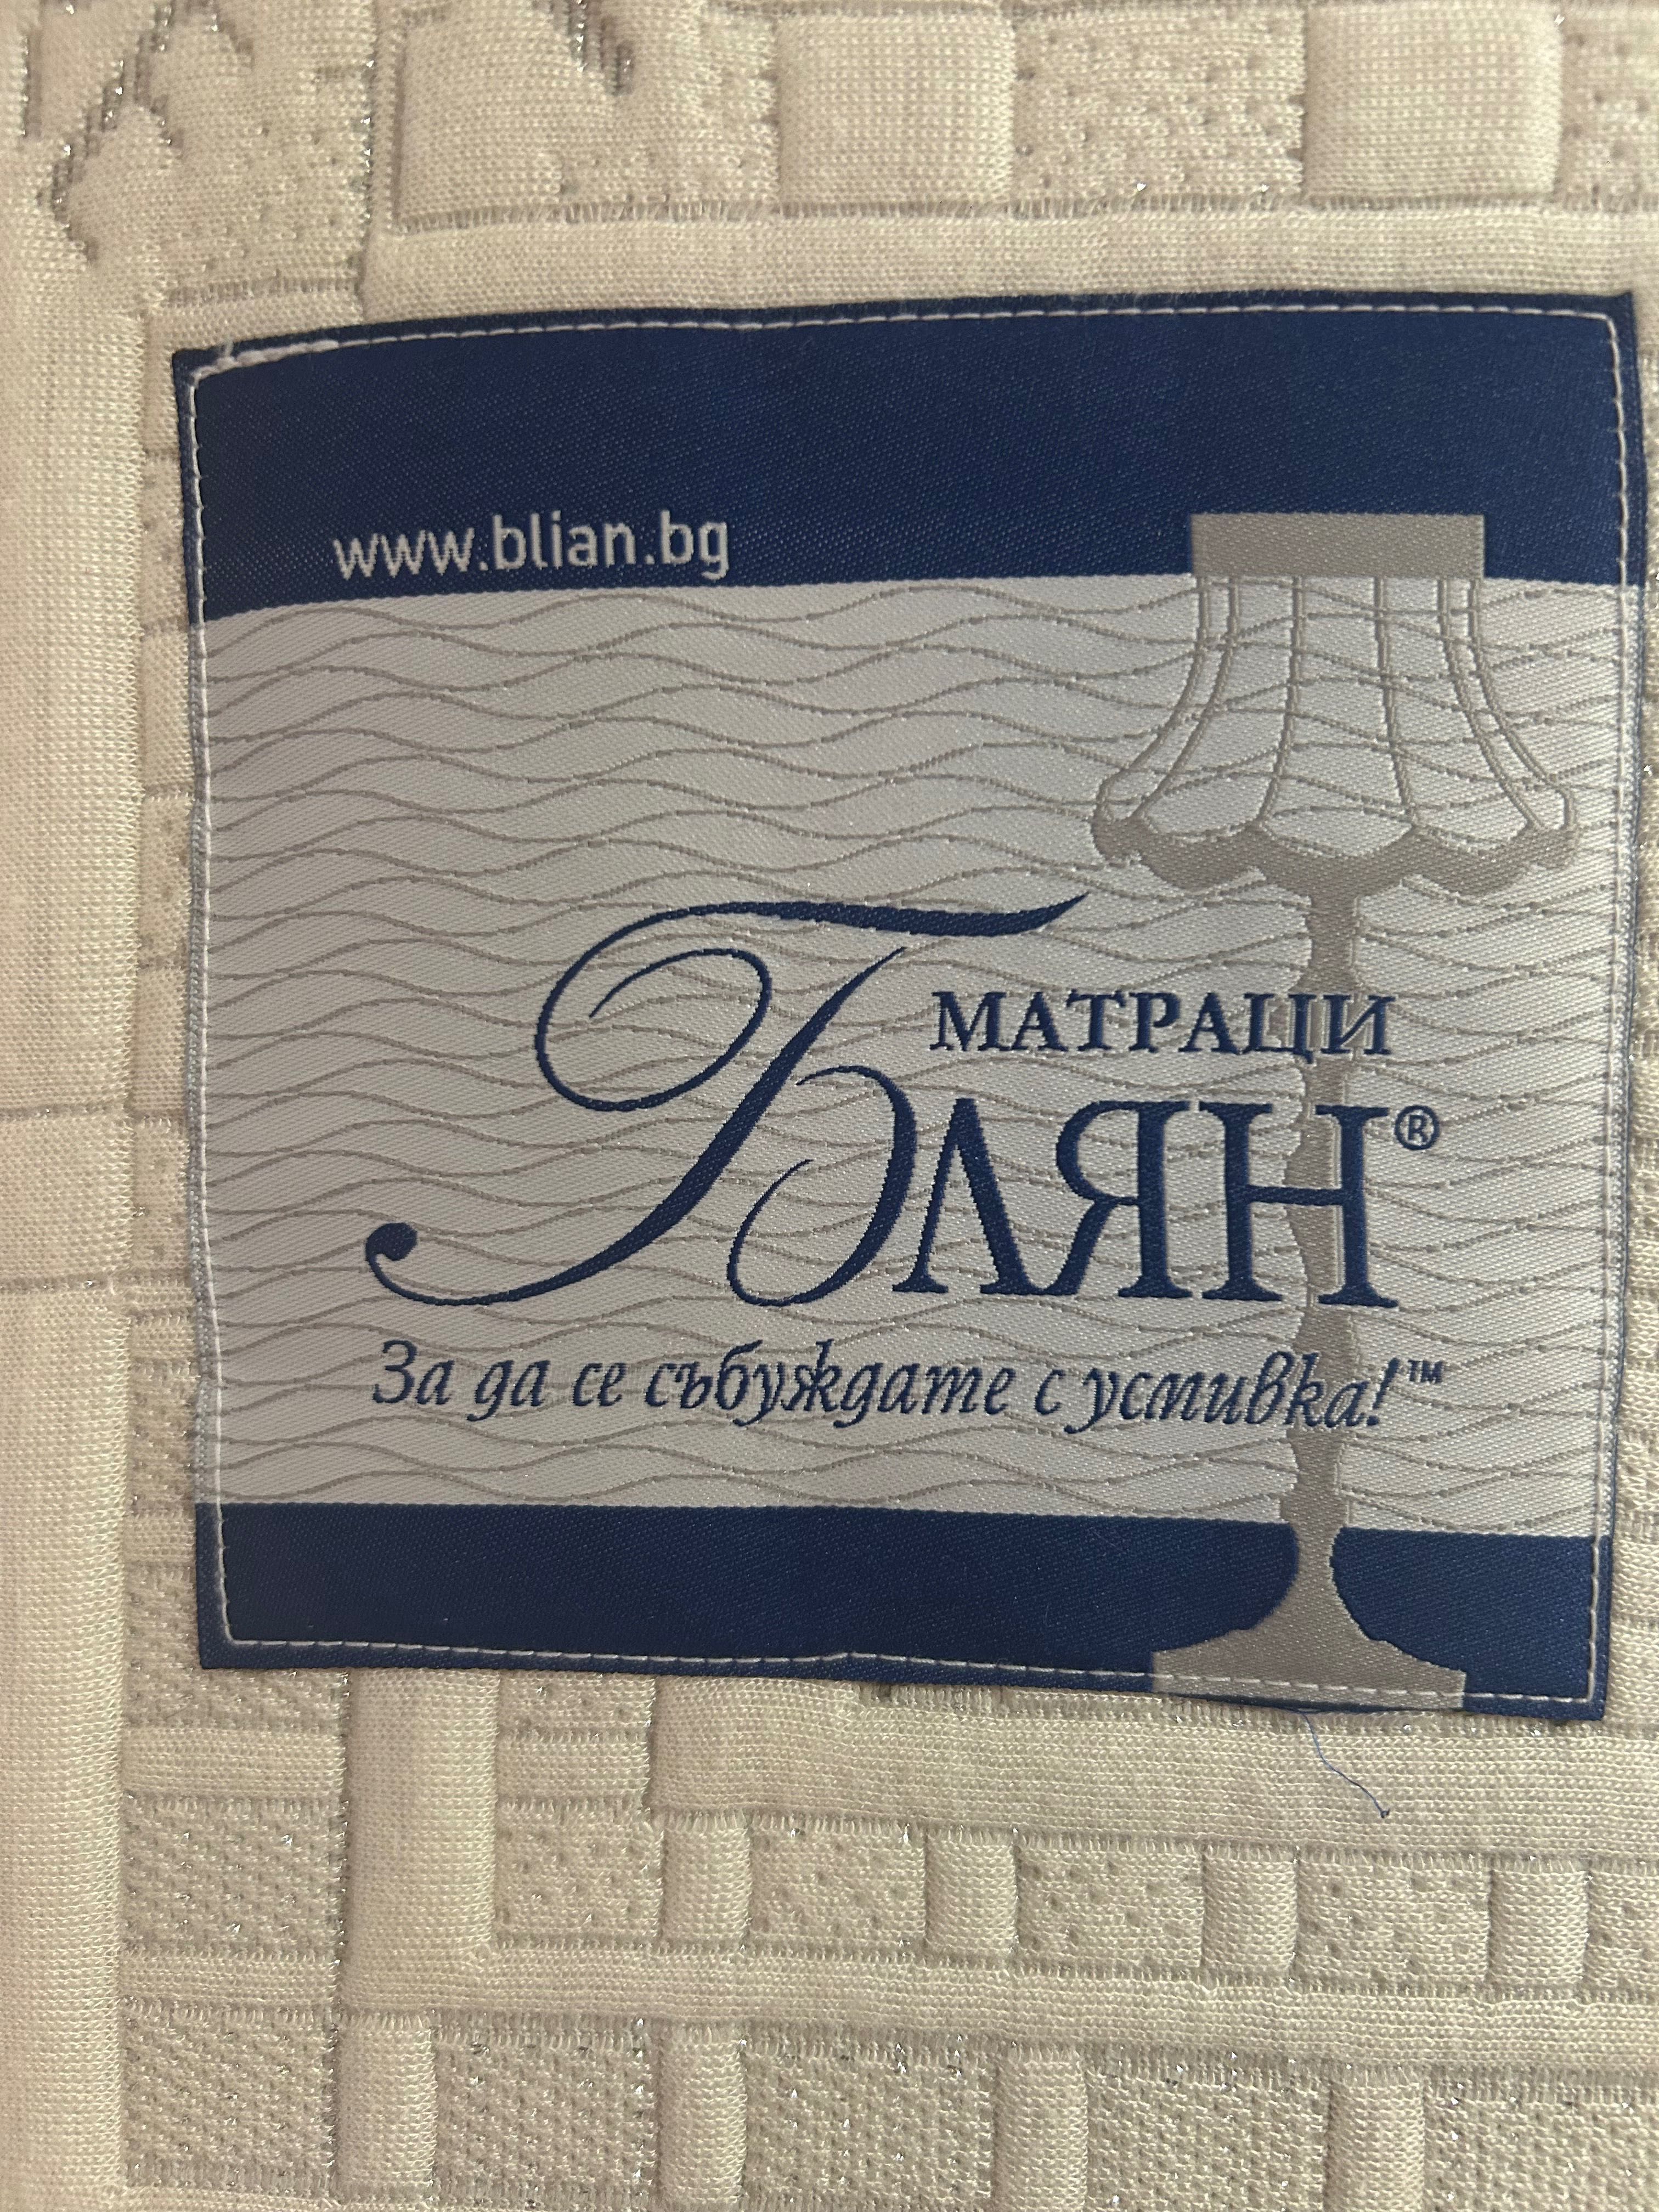 www.blian.bg
МАТРАЦИ
БЛЯН®
За да се събуждате с усмивка!™